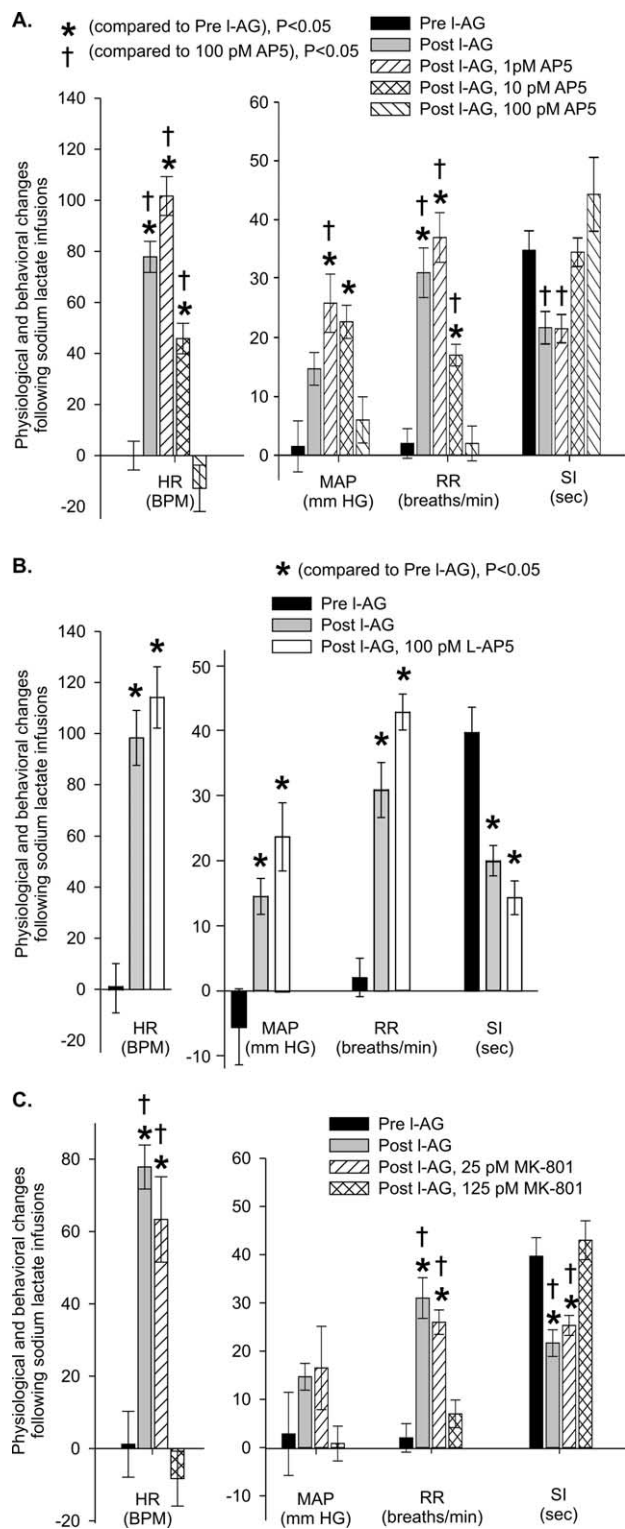 A.
* (compared to Pre l-AG), P<0.05
† (compared to 100 pM AP5), P<0.05
Pre l-AG
Post l-AG
Post l-AG, 1pM AP5
Post l-AG, 10 pM AP5
Post l-AG, 100 pM AP5
Physiological and behavioral changes
following sodium lactate infusions
140
120
100
80
60
40
20
0
-20
† † †
* * *
HR
(BPM)
60
50
40
30
20
10
0
-10
† † † † † †
* * * * *
MAP
(mm HG)
RR
(breaths/min)
SI
(sec)
B.
* (compared to Pre l-AG), P<0.05
Pre l-AG
Post l-AG
Post l-AG, 100 pM L-AP5
Physiological and behavioral changes
following sodium lactate infusions
140
120
100
80
60
40
20
0
-20
* *
HR
(BPM)
50
40
30
20
10
0
-10
* * * * * *
MAP
(mm HG)
RR
(breaths/min)
SI
(sec)
C.
Pre l-AG
Post l-AG
Post l-AG, 25 pM MK-801
Post l-AG, 125 pM MK-801
Physiological and behavioral changes
following sodium lactate infusions
80
60
40
20
0
-20
† †
* *
HR
(BPM)
60
50
40
30
20
10
0
-10
† † † †
* * * *
MAP
(mm HG)
RR
(breaths/min)
SI
(sec)